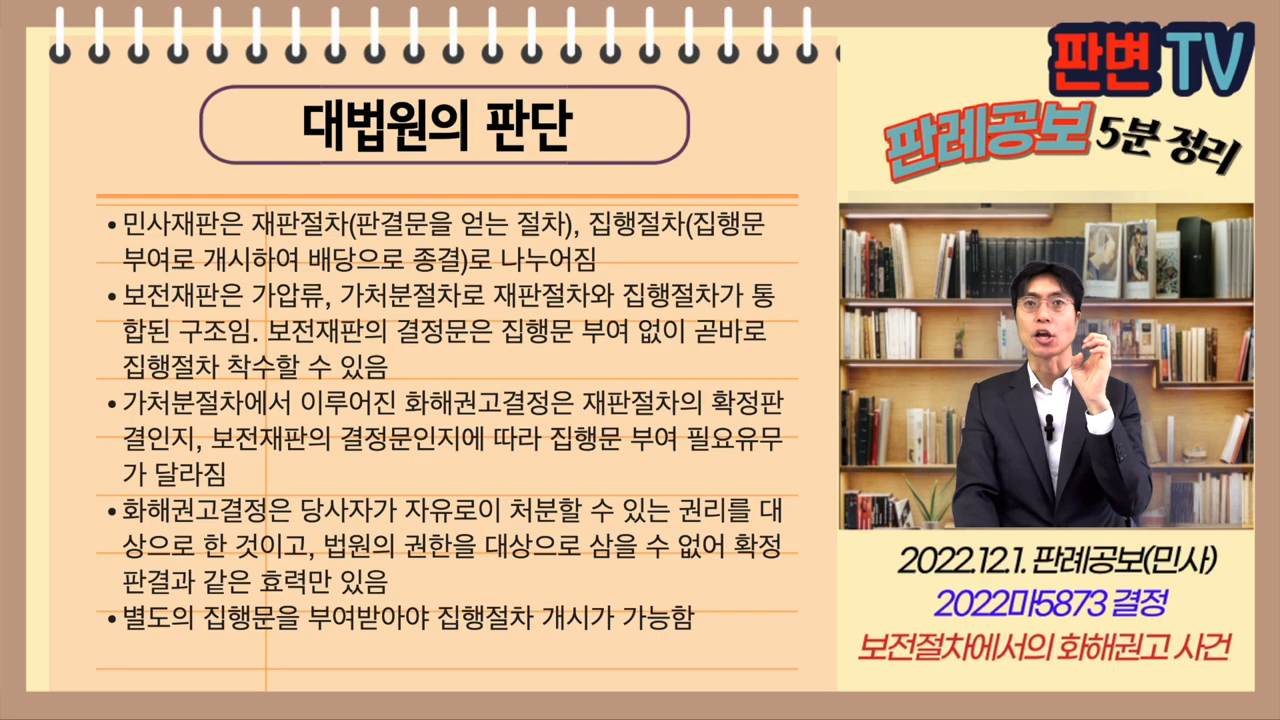 판변 TV
판례공보 5분 정리
대법원의 판단
• 민사재판은 재판절차(판결문을 얻는 절차), 집행절차(집행문
부여로 개시하여 배당으로 종결)로 나누어짐
• 보전재판은 가압류, 가처분절차로 재판절차와 집행절차가 통
합된 구조임. 보전재판의 결정문은 집행문 부여 없이 곧바로
집행절차 착수할 수 있음
• 가처분절차에서 이루어진 화해권고결정은 재판절차의 확정판
결인지, 보전재판의 결정문인지에 따라 집행문 부여 필요유무
가 달라짐
• 화해권고결정은 당사자가 자유로이 처분할 수 있는 권리를 대
상으로 한 것이고, 법원의 권한을 대상으로 삼을 수 없어 확정
판결과 같은 효력만 있음
• 별도의 집행문을 부여받아야 집행절차 개시가 가능함
2022.12.1. 판례공보(민사)
2022마5873 결정
보전절차에서의 화해권고 사건